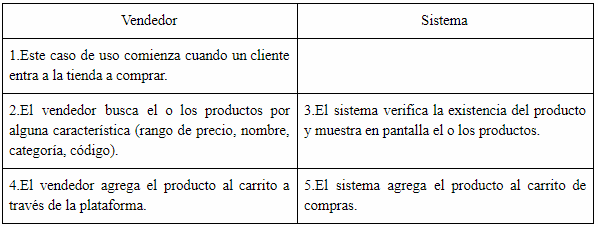 Vendedor
Sistema
1.Este caso de uso comienza cuando un cliente
entra a la tienda a comprar.
2.El vendedor busca el o los productos por
alguna característica (rango de precio, nombre,
categoría, código).
3.El sistema verifica la existencia del producto
y muestra en pantalla el o los productos.
4.El vendedor agrega el producto al carrito a
través de la plataforma.
5.El sistema agrega el producto al carrito de
compras.